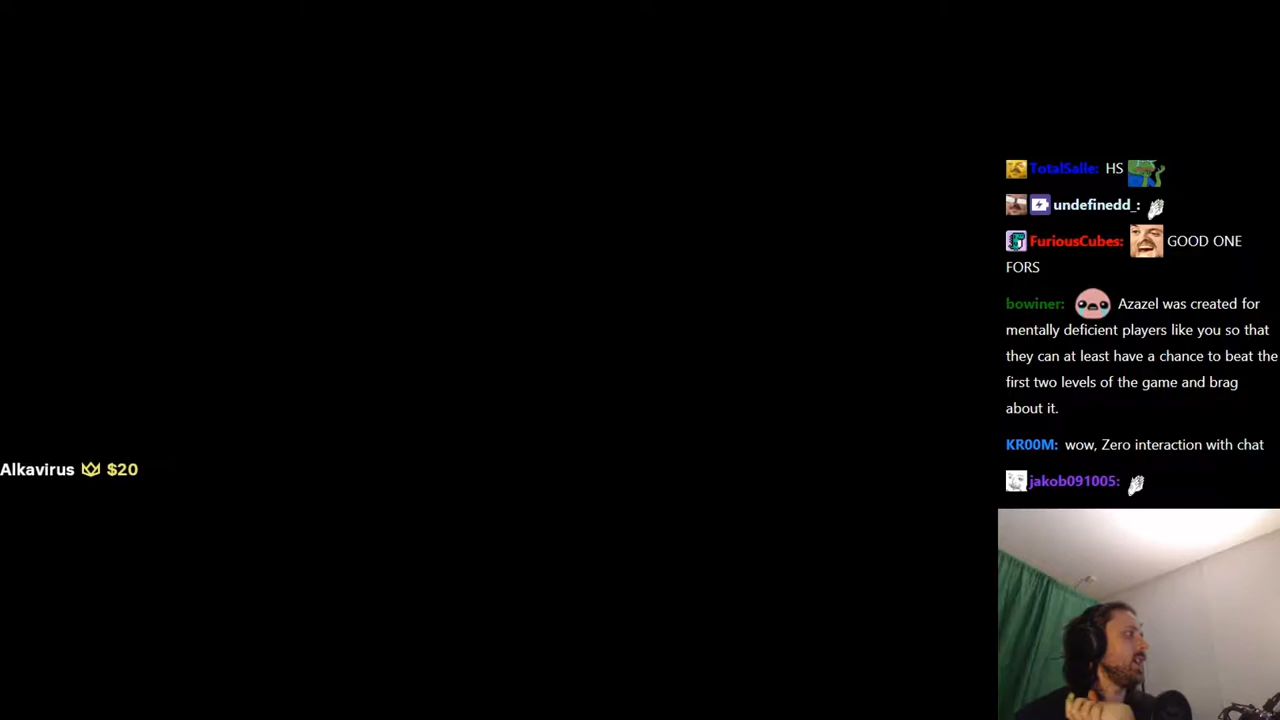 TotalSalle: HS
undefinedd_:
FuriousCubes: GOOD ONE
FORS
bowiner: Azazel was created for
mentally deficient players like you so that
they can at least have a chance to beat the
first two levels of the game and brag
about it.
KR00M: wow, Zero interaction with chat
Alkavirus $20
jakob091005: